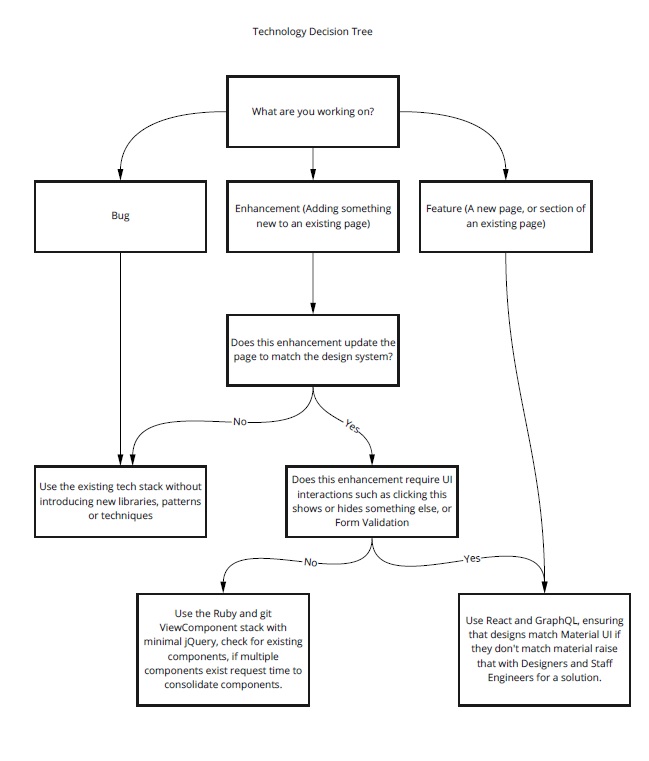 Technology Decision Tree
What are you working on?
Bug
Enhancement (Adding something
new to an existing page)
Feature (A new page, or section of
an existing page)
Does this enhancement update the
page to match the design system?
No
Yes
Use the existing tech stack without
introducing new libraries, patterns
or techniques
Does this enhancement require UI
interactions such as clicking this
shows or hides something else, or
Form Validation
No
Yes
Use the Ruby and git
ViewComponent stack with
minimal jQuery, check for existing
components, if multiple
components exist request time to
consolidate components.
Use React and GraphQL, ensuring
that designs match Material UI if
they don't match material raise
that with Designers and Staff
Engineers for a solution.